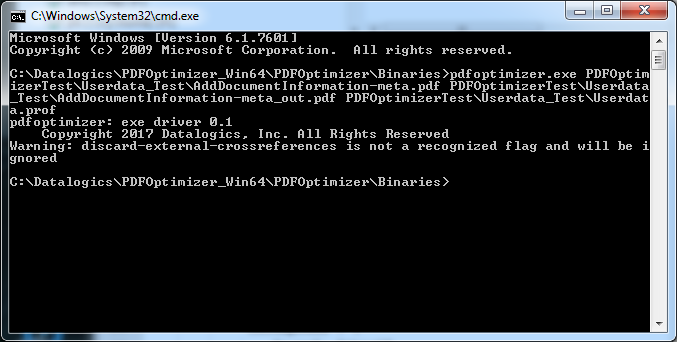 C:\Windows\System32\cmd.exe
Microsoft Windows [Version 6.1.7601]
Copyright (c) 2009 Microsoft Corporation.  All rights reserved.
C:\Datalogics\PDFOptimizer_Win64\PDFOptimizer\Binaries>pdfoptimizer.exe PDFOptim
izerTest\Userdata_Test\AddDocumentInformation-meta.pdf PDFOptimizerTest\Userdata
_Test\AddDocumentInformation-meta_out.pdf PDFOptimizerTest\Userdata_Test\Userdat
a.prof
pdfoptimizer: exe driver 0.1
    Copyright 2017 Datalogics, Inc. All Rights Reserved
Warning: discard-external-crossreferences is not a recognized flag and will be i
gnored
C:\Datalogics\PDFOptimizer_Win64\PDFOptimizer\Binaries>